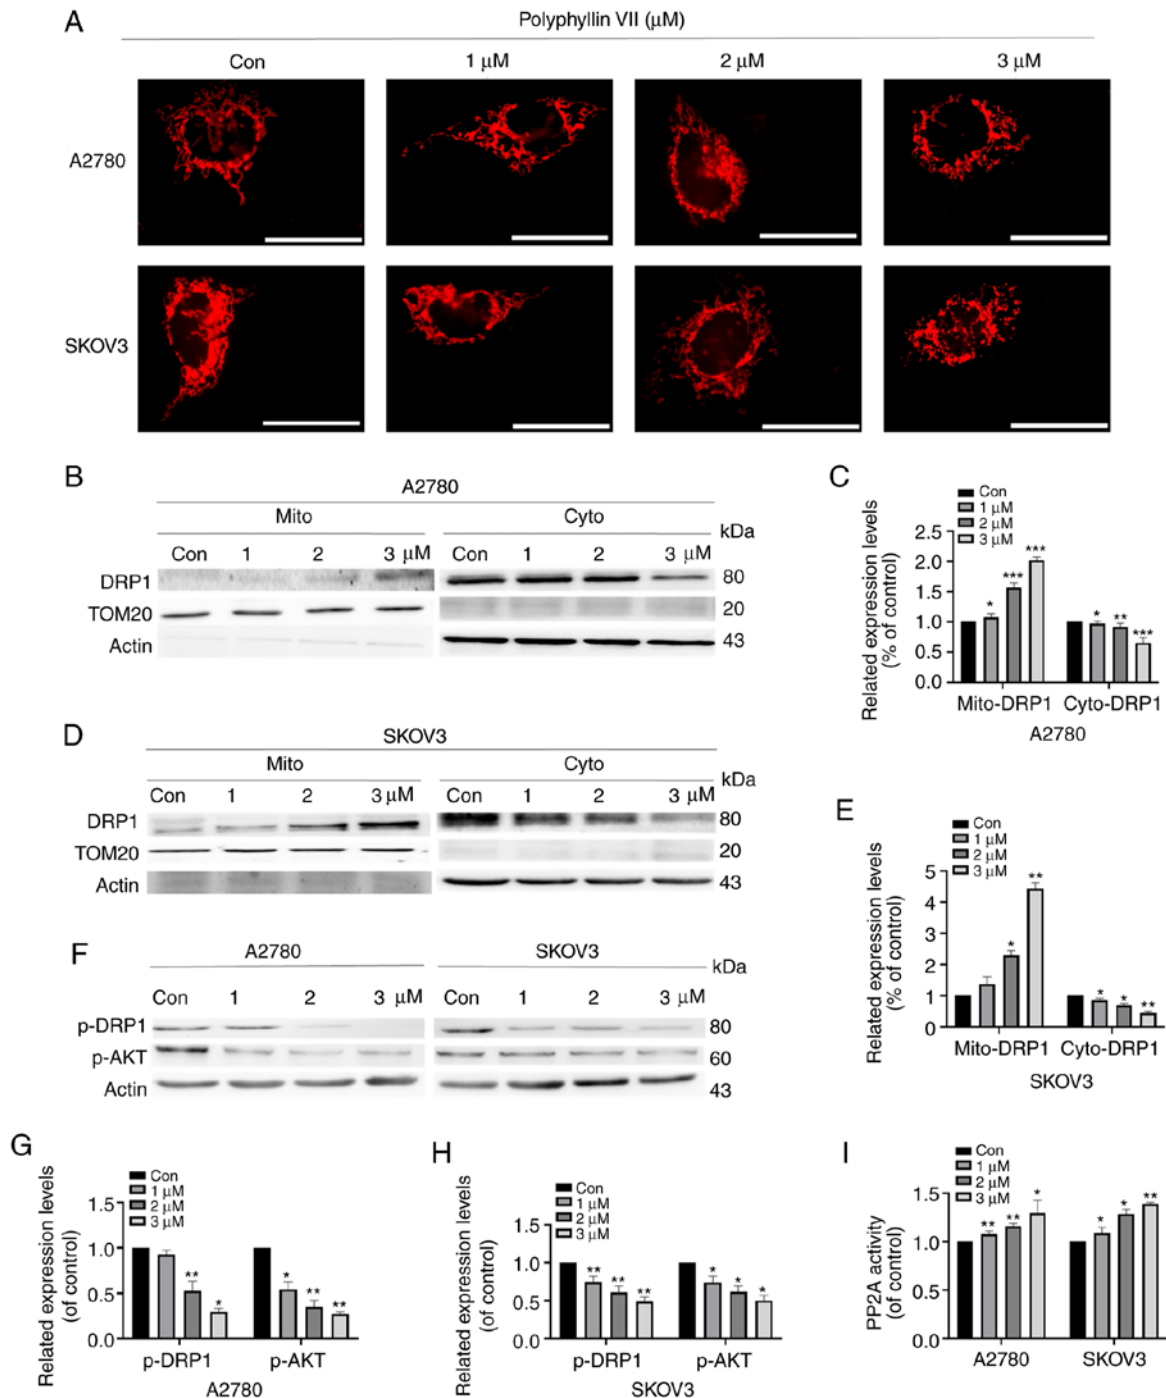 A
Polyphyllin VII (μM)
Con 1 μM 2 μM 3 μM
A2780
SKOV3
B
A2780
Mito Cyto
kDa
Con 1 2 3 μM Con 1 2 3 μM
DRP1 80
TOM20 20
Actin 43
C
Con
1 μM
2 μM
3 μM
Related expression levels
(% of control)
2.5
2.0
1.5
1.0
0.5
0.0
* *** *** * ** ***
Mito-DRP1 Cyto-DRP1
A2780
D
SKOV3
Mito Cyto
kDa
Con 1 2 3 μM Con 1 2 3 μM
DRP1 80
TOM20 20
Actin 43
E
Con
1 μM
2 μM
3 μM
Related expression levels
(% of control)
5
4
3
2
1
0
* ** * * **
Mito-DRP1 Cyto-DRP1
SKOV3
F
A2780 SKOV3
kDa
Con 1 2 3 μM Con 1 2 3 μM
p-DRP1 80
p-AKT 60
Actin 43
G
Con
1 μM
2 μM
3 μM
Related expression levels
(of control)
1.5
1.0
0.5
0.0
** * * ** **
p-DRP1 p-AKT
A2780
H
Con
1 μM
2 μM
3 μM
Related expression levels
(of control)
1.5
1.0
0.5
0.0
** ** ** * * *
p-DRP1 p-AKT
SKOV3
I
Con
1 μM
2 μM
3 μM
PP2A activity
(of control)
1.5
1.0
0.5
0.0
** ** * * * **
A2780 SKOV3